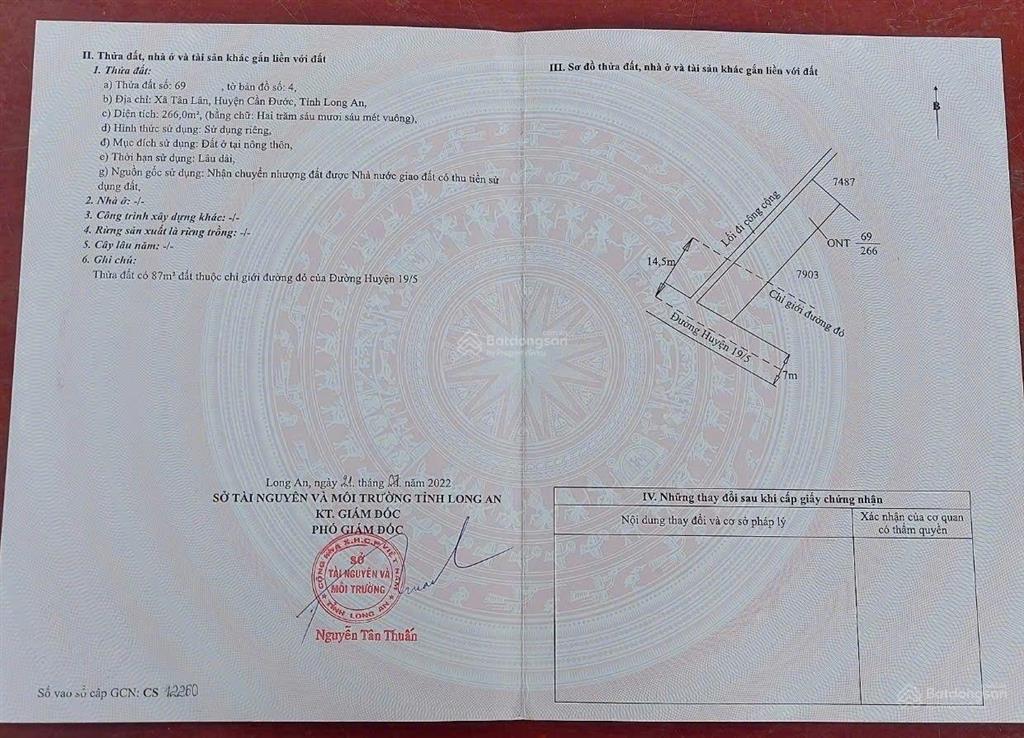 II. Thửa đất, nhà ở và tài sản khác gắn liền với đất
1. Thửa đất:
a) Thửa đất số: 69 , tờ bản đồ số: 4,
b) Địa chỉ: Xã Tân Lân, Huyện Cần Đước, Tỉnh Long An,
c) Diện tích: 266,0m², (bằng chữ: Hai trăm sáu mươi sáu mét vuông),
d) Hình thức sử dụng: Sử dụng riêng,
đ) Mục đích sử dụng: Đất ở tại nông thôn,
e) Thời hạn sử dụng: Lâu dài,
g) Nguồn gốc sử dụng: Nhận chuyển nhượng đất được Nhà nước giao đất có thu tiền sử
dụng đất,
2. Nhà ở: -/-
3. Công trình xây dựng khác: -/-
4. Rừng sản xuất là rừng trồng: -/-
5. Cây lâu năm: -/-
6. Ghi chú:
Thửa đất có 87m² đất thuộc chỉ giới đường đỏ của Đường Huyện 19/5
Long An, ngày 21 tháng 07 năm 2022
SỞ TÀI NGUYÊN VÀ MÔI TRƯỜNG TỈNH LONG AN
KT. GIÁM ĐỐC
PHÓ GIÁM ĐỐC
CỘNG HÒA X.H.C.N VIỆT NAM
SỞ
TÀI NGUYÊN VÀ
MÔI TRƯỜNG
TỈNH LONG AN
Nguyễn Tân Thuấn
Số vào sổ cấp GCN: CS 12260
III. Sơ đồ thửa đất, nhà ở và tài sản khác gắn liền với đất
B
7487
Lối đi công cộng
ONT 69
266
14,5m
7903
Chỉ giới đường đỏ
Đường Huyện 19/5
7m
Batdongsan
by PropertyGuru
IV. Những thay đổi sau khi cấp giấy chứng nhận
Nội dung thay đổi và cơ sở pháp lý
Xác nhận của cơ quan
có thẩm quyền
Batdongsan